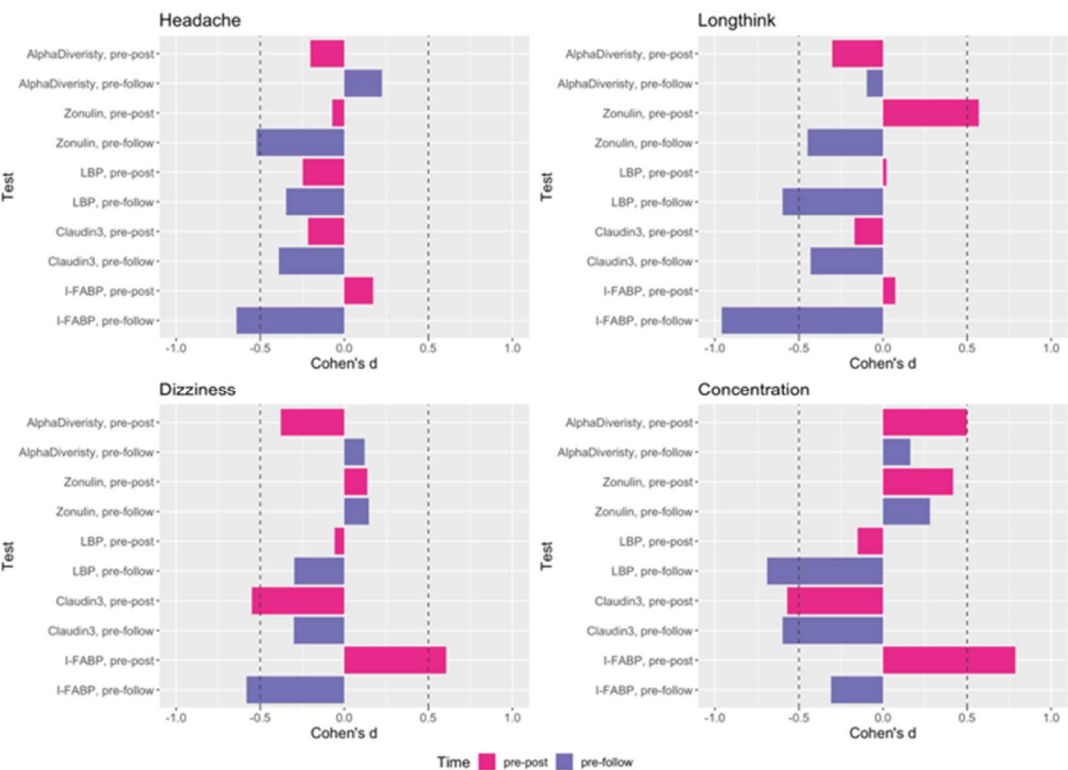 Headache
Test
AlphaDiveristy, pre-post
AlphaDiveristy, pre-follow
Zonulin, pre-post
Zonulin, pre-follow
LBP, pre-post
LBP, pre-follow
Claudin3, pre-post
Claudin3, pre-follow
I-FABP, pre-post
I-FABP, pre-follow
-1.0 -0.5 0.0 0.5 1.0
Cohen's d
Longthink
Test
AlphaDiveristy, pre-post
AlphaDiveristy, pre-follow
Zonulin, pre-post
Zonulin, pre-follow
LBP, pre-post
LBP, pre-follow
Claudin3, pre-post
Claudin3, pre-follow
I-FABP, pre-post
I-FABP, pre-follow
-1.0 -0.5 0.0 0.5 1.0
Cohen's d
Dizziness
Test
AlphaDiveristy, pre-post
AlphaDiveristy, pre-follow
Zonulin, pre-post
Zonulin, pre-follow
LBP, pre-post
LBP, pre-follow
Claudin3, pre-post
Claudin3, pre-follow
I-FABP, pre-post
I-FABP, pre-follow
-1.0 -0.5 0.0 0.5 1.0
Cohen's d
Concentration
Test
AlphaDiveristy, pre-post
AlphaDiveristy, pre-follow
Zonulin, pre-post
Zonulin, pre-follow
LBP, pre-post
LBP, pre-follow
Claudin3, pre-post
Claudin3, pre-follow
I-FABP, pre-post
I-FABP, pre-follow
-1.0 -0.5 0.0 0.5 1.0
Cohen's d
Time pre-post pre-follow